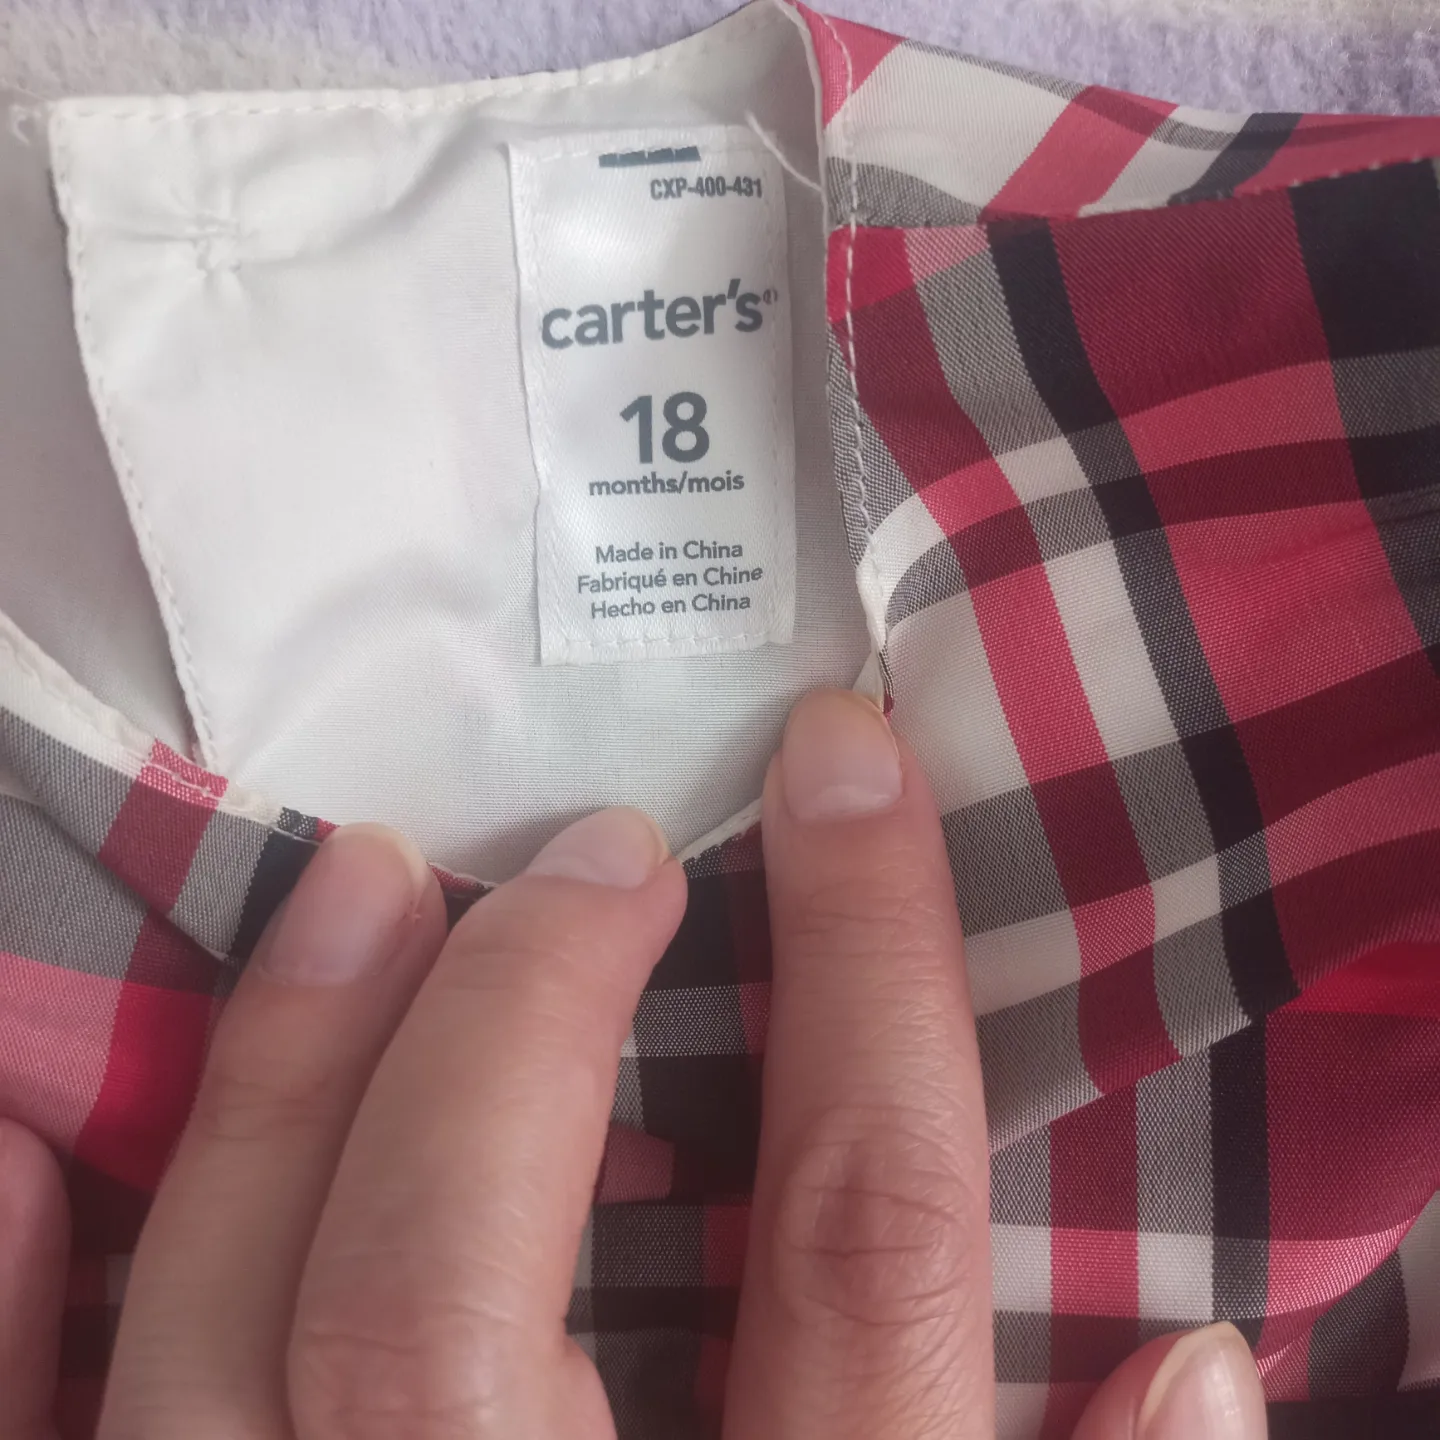 CXP-400-431
carter's
18
months/mois
Made in China
Fabriqué en Chine
Hecho en China